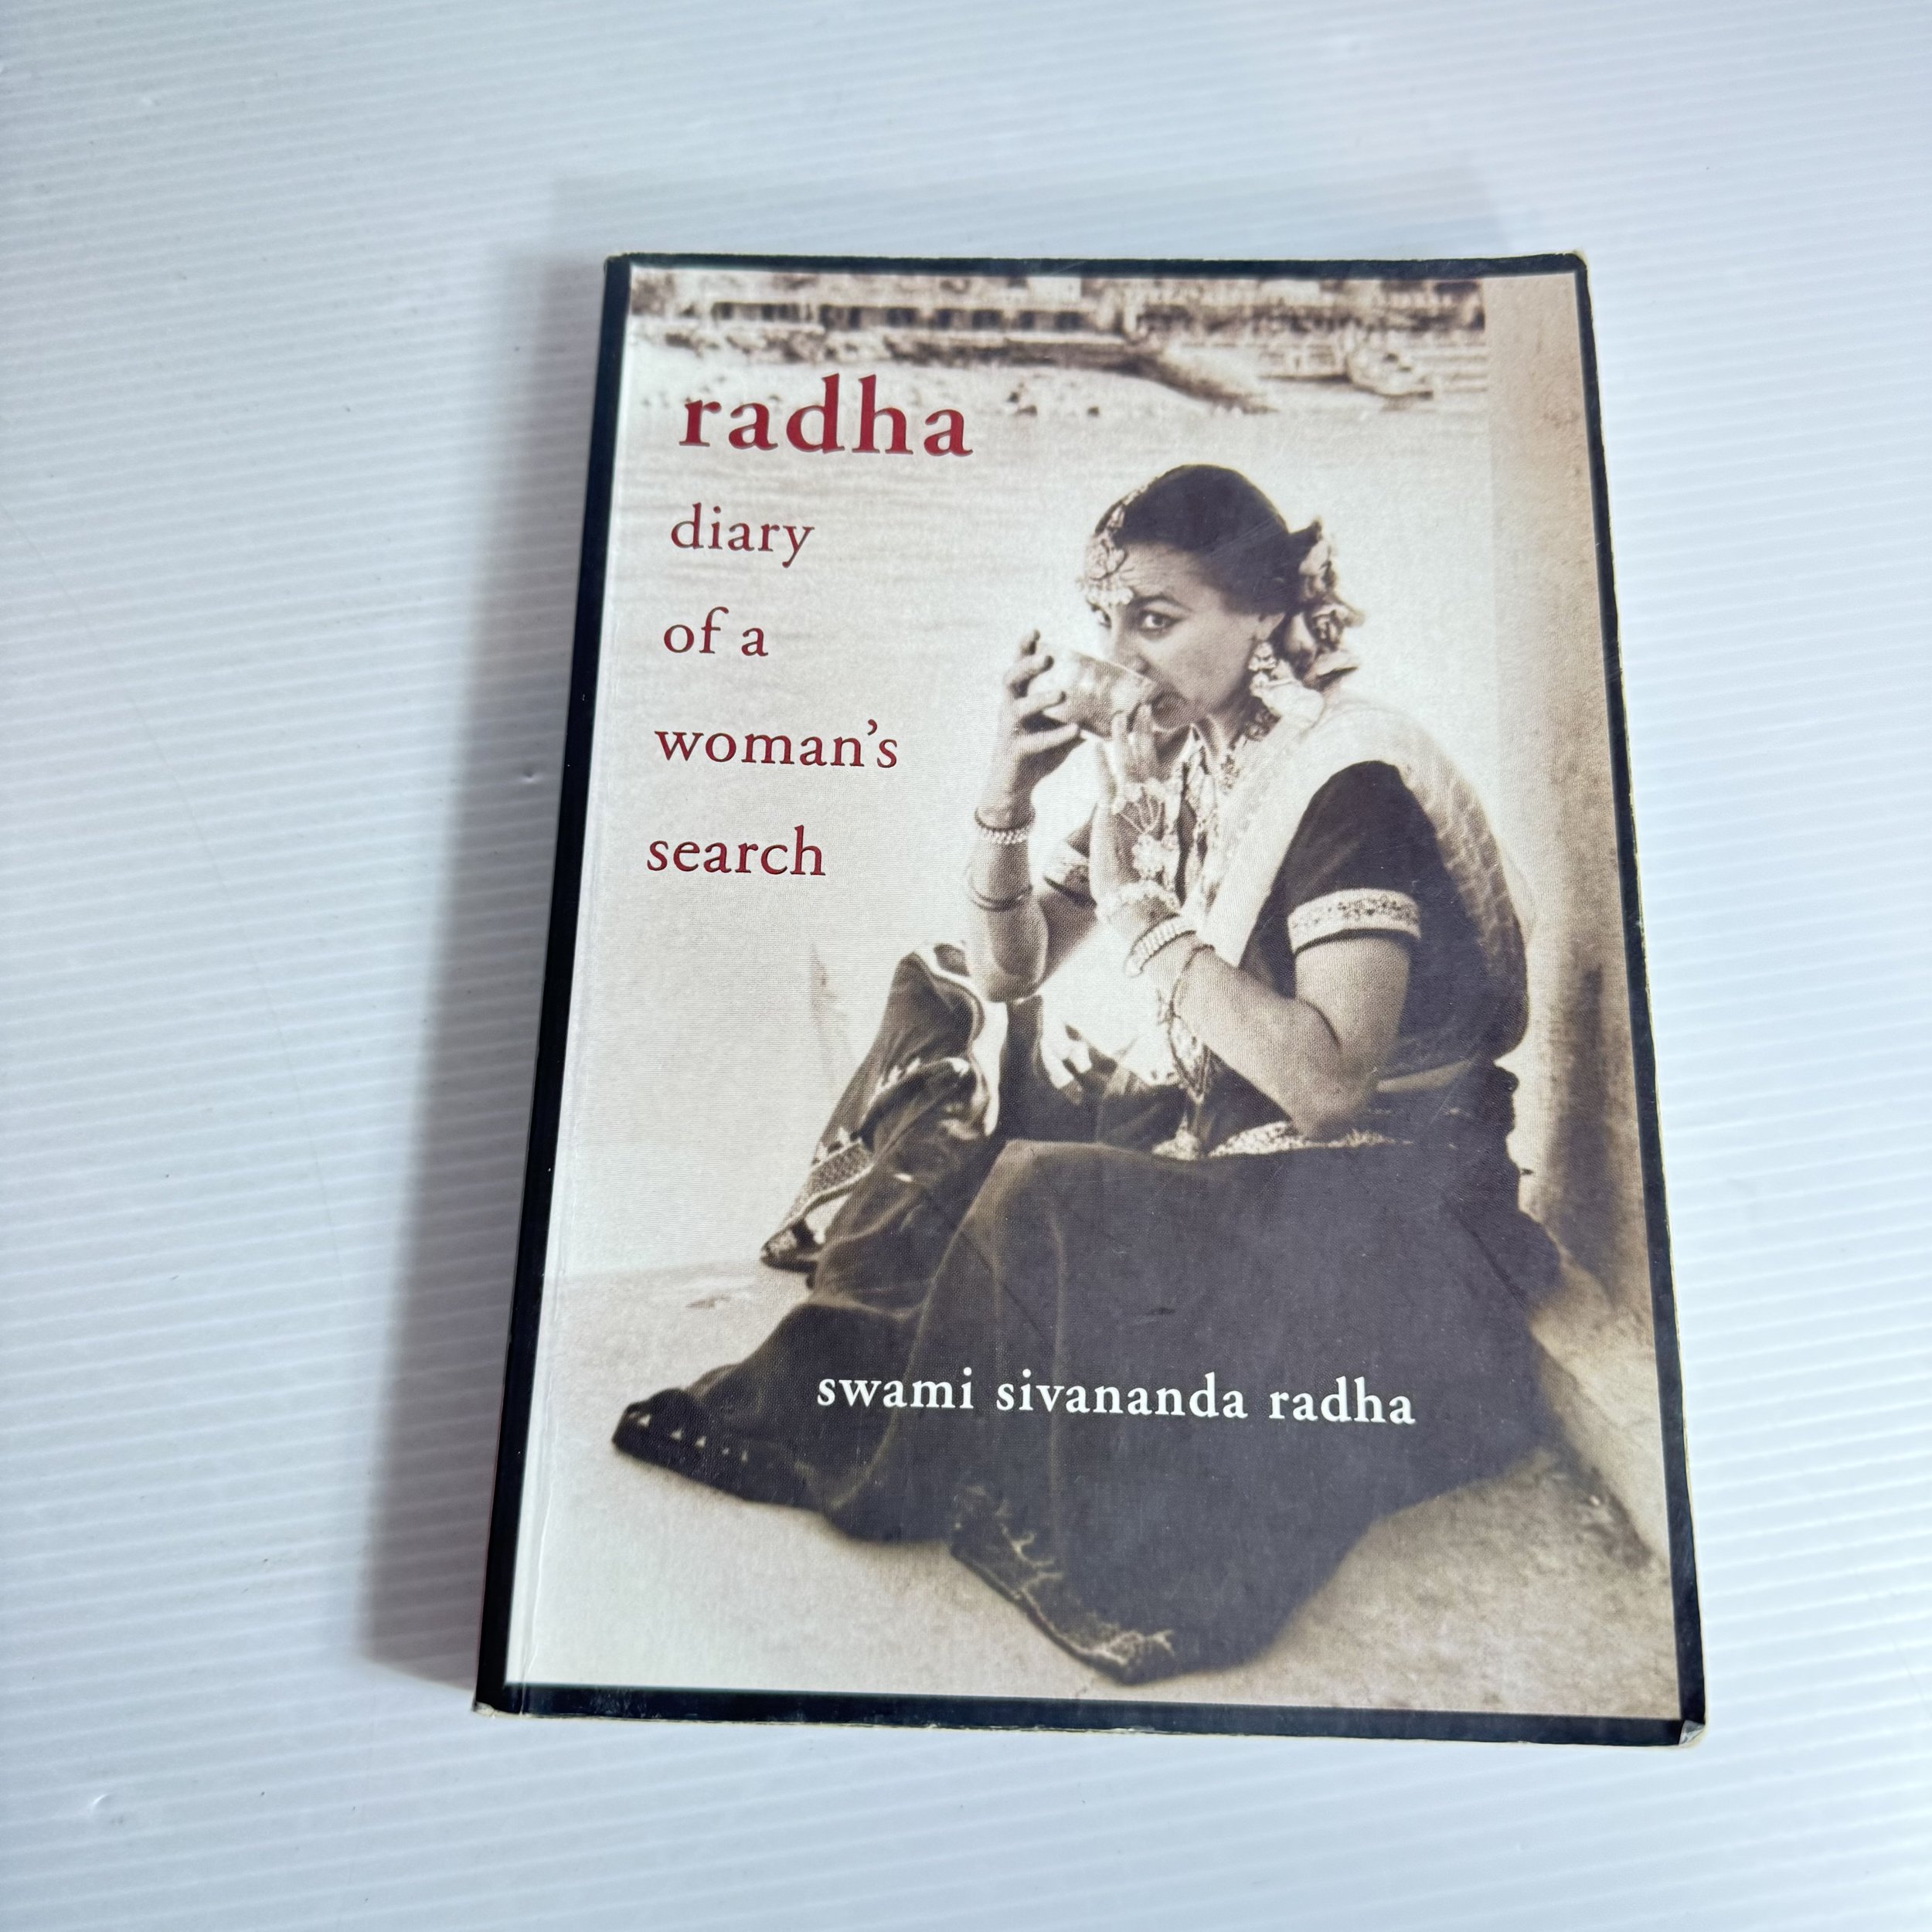 radha
diary
of a
woman's
search
swami sivananda radha